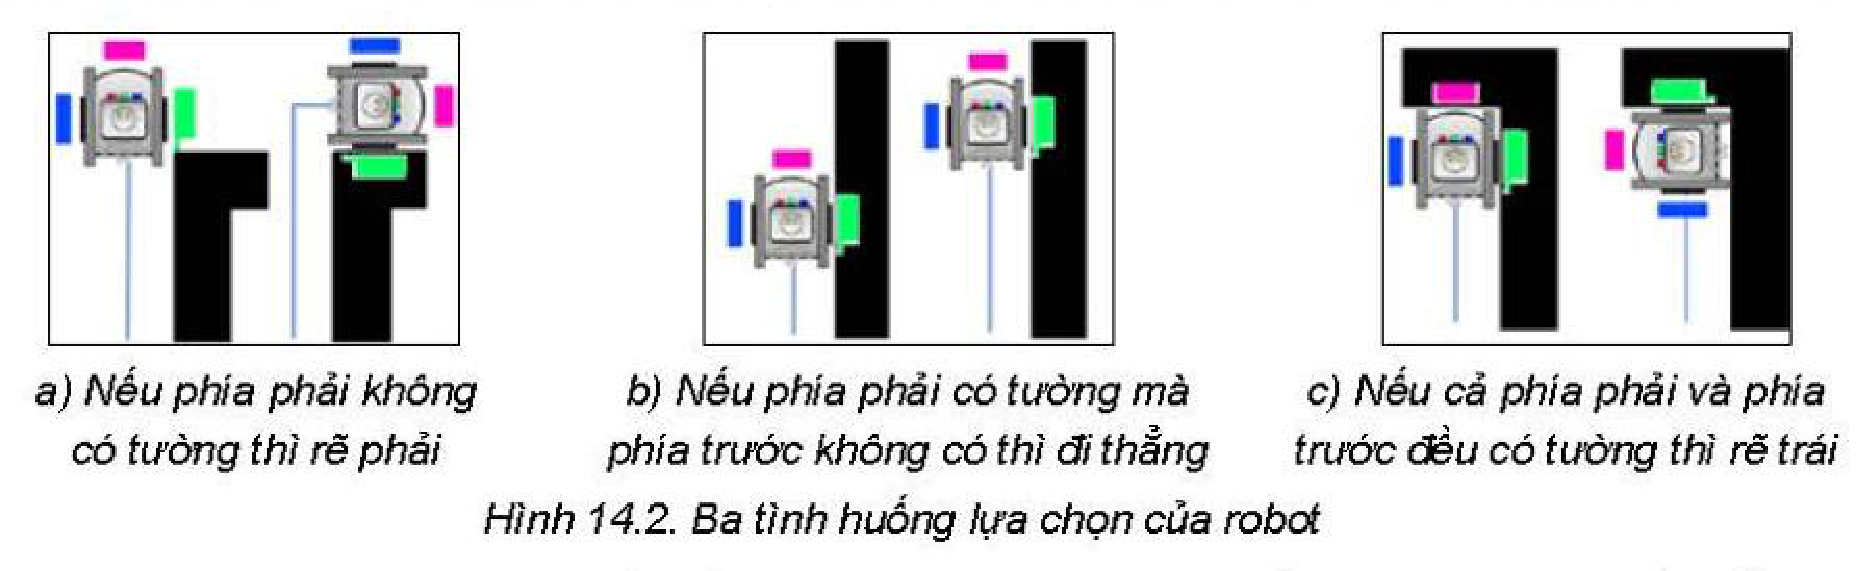 a) Nếu phía phải không
có tường thì rẽ phải
b) Nếu phía phải có tường mà
phía trước không có thì đi thẳng
c) Nếu cả phía phải và phía
trước đều có tường thì rẽ trái
Hình 14.2. Ba tình huống lựa chọn của robot